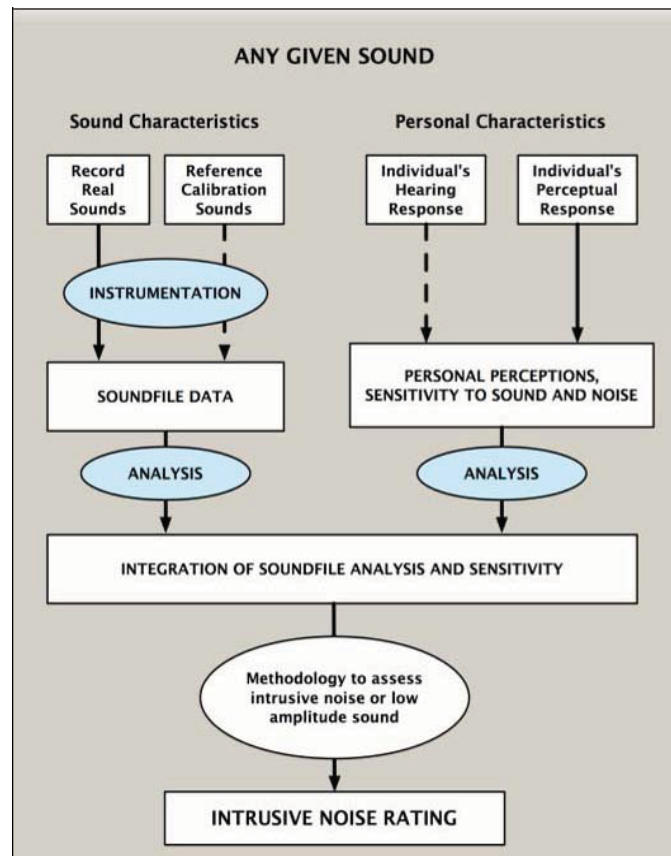 ANY GIVEN SOUND
Sound Characteristics
Personal Characteristics
Record
Real
Sounds
Reference
Calibration
Sounds
Individual's
Hearing
Response
Individual's
Perceptual
Response
INSTRUMENTATION
SOUNDFILE DATA
PERSONAL PERCEPTIONS,
SENSITIVITY TO SOUND AND NOISE
ANALYSIS
ANALYSIS
INTEGRATION OF SOUNDFILE ANALYSIS AND SENSITIVITY
Methodology to assess
intrusive noise or low
amplitude sound
INTRUSIVE NOISE RATING